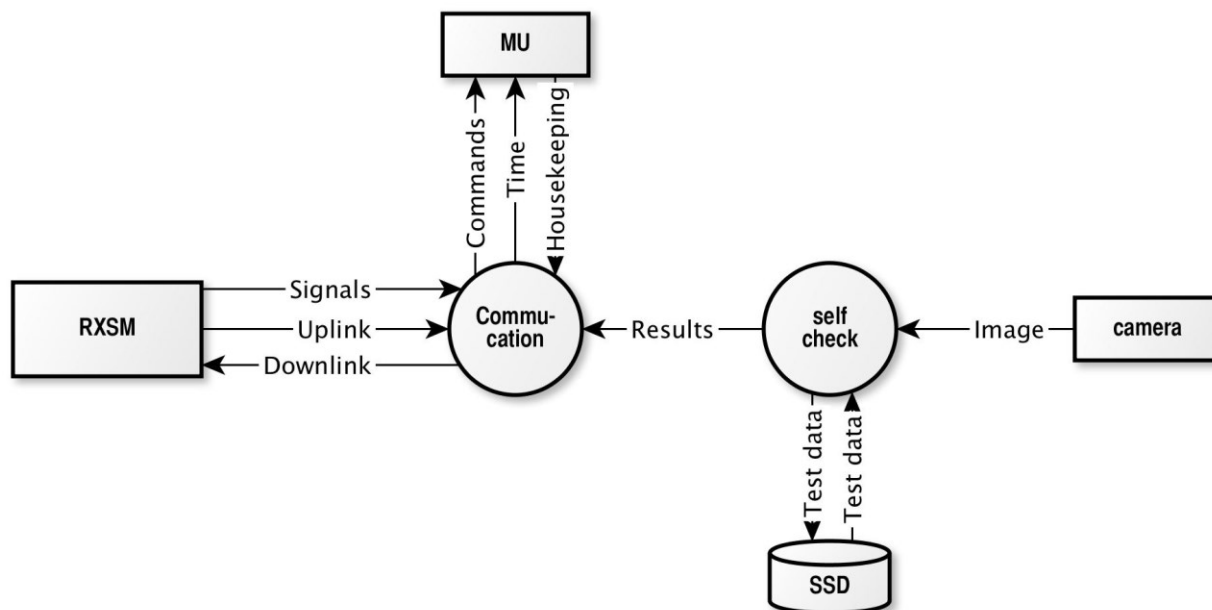 MU
Commands
Time
Housekeeping
RXSM
Signals
Uplink
Downlink
Commu-
cation
Results
self
check
Image
camera
Test data
Test data
SSD